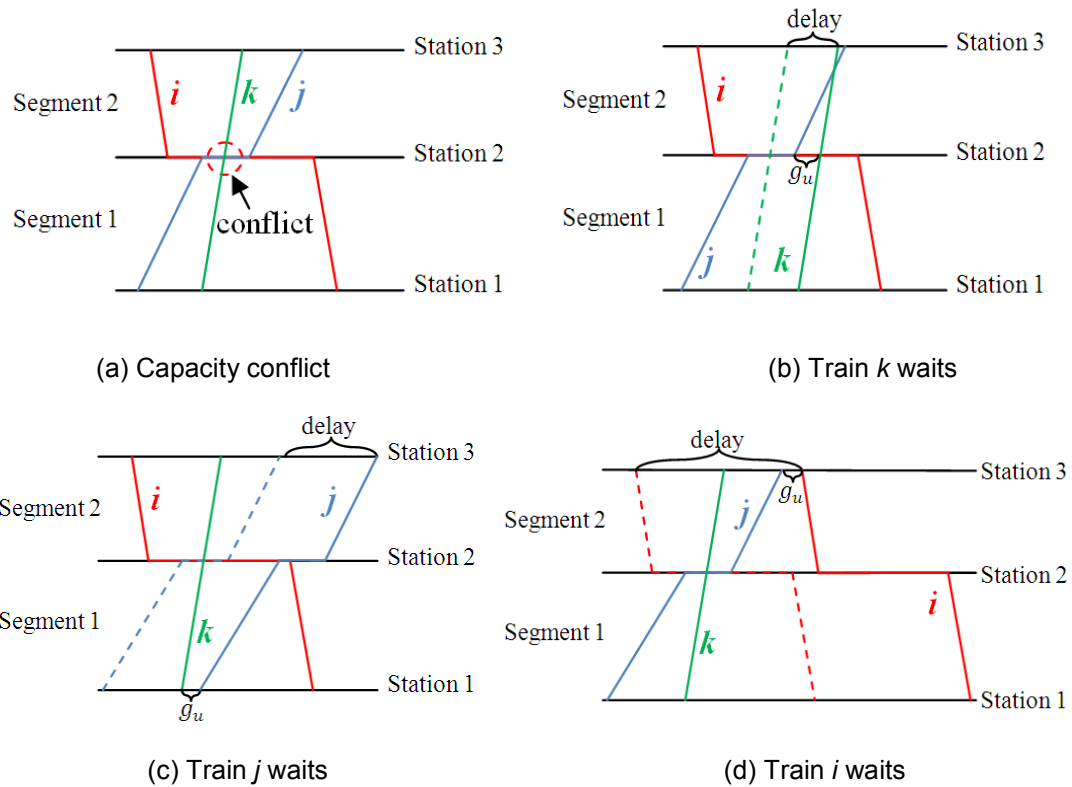 Station 3
Segment 2
i
k
j
Station 2
Segment 1
conflict
Station 1
(a) Capacity conflict
delay
Station 3
Segment 2
i
Station 2
g_u
Segment 1
j
k
Station 1
(b) Train k waits
delay
Station 3
Segment 2
i
j
Station 2
Segment 1
k
Station 1
g_u
(c) Train j waits
delay
Station 3
g_u
Segment 2
j
Station 2
Segment 1
k
i
Station 1
(d) Train i waits